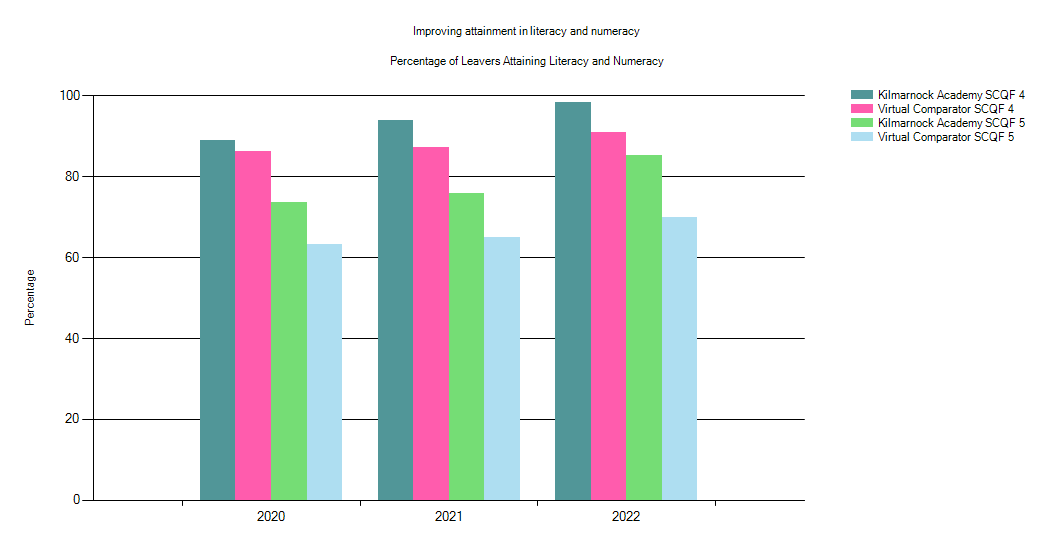 Improving attainment in literacy and numeracy
Percentage of Leavers Attaining Literacy and Numeracy
100
80
60
40
20
0
Percentage
2020
2021
2022
Kilmarnock Academy SCQF 4
Virtual Comparator SCQF 4
Kilmarnock Academy SCQF 5
Virtual Comparator SCQF 5